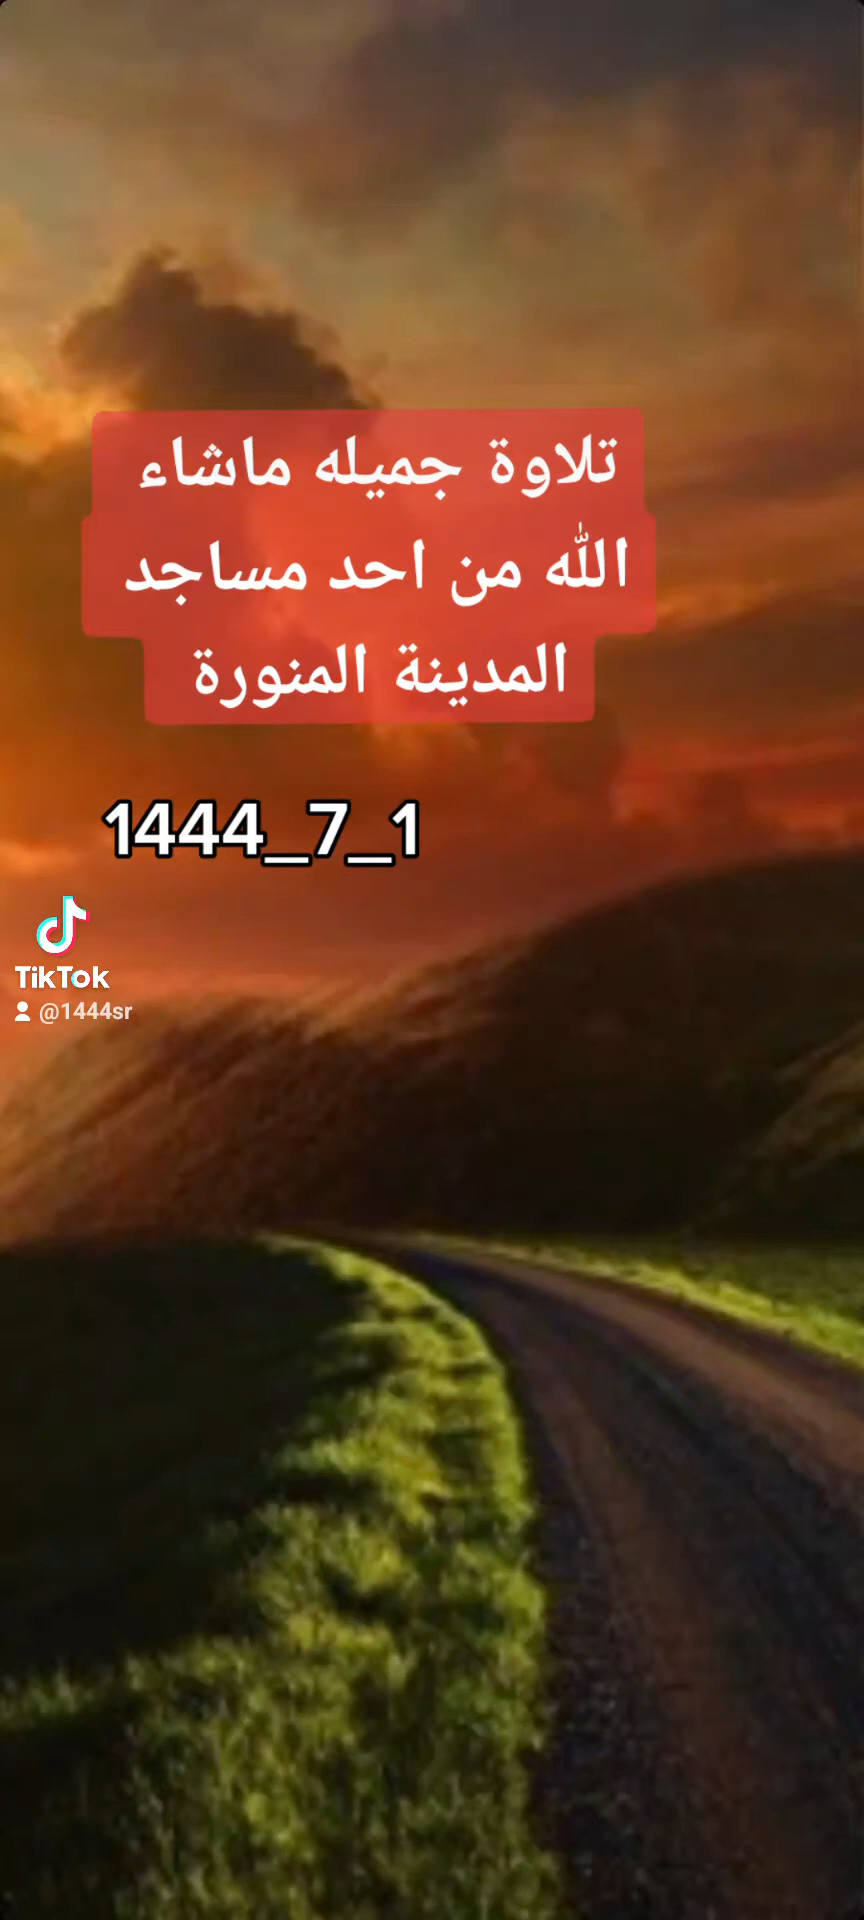 تلاوة جميله ماشاء
الله من احد مساجد
المدينة المنورة
1444_7_1
TikTok
@1444sr